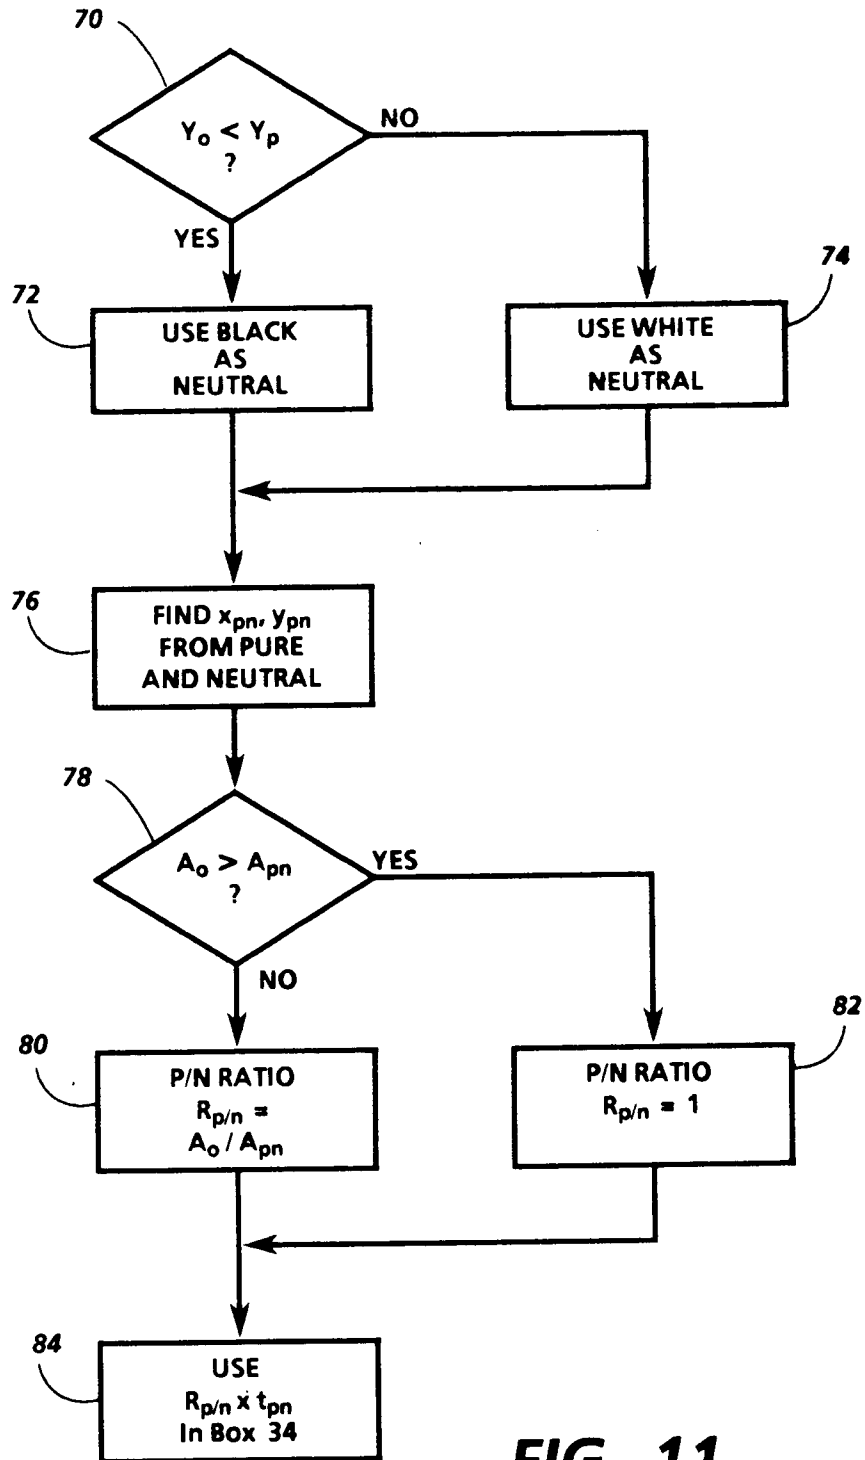 70
Yo < Yp
?
NO
YES
72
USE BLACK
AS
NEUTRAL
74
USE WHITE
AS
NEUTRAL
76
FIND xpn, ypn
FROM PURE
AND NEUTRAL
78
Ao > Apn
?
YES
NO
80
P/N RATIO
Rp/n =
Ao / Apn
82
P/N RATIO
Rp/n = 1
84
USE
Rp/n x tpn
In Box 34
FIG. 11